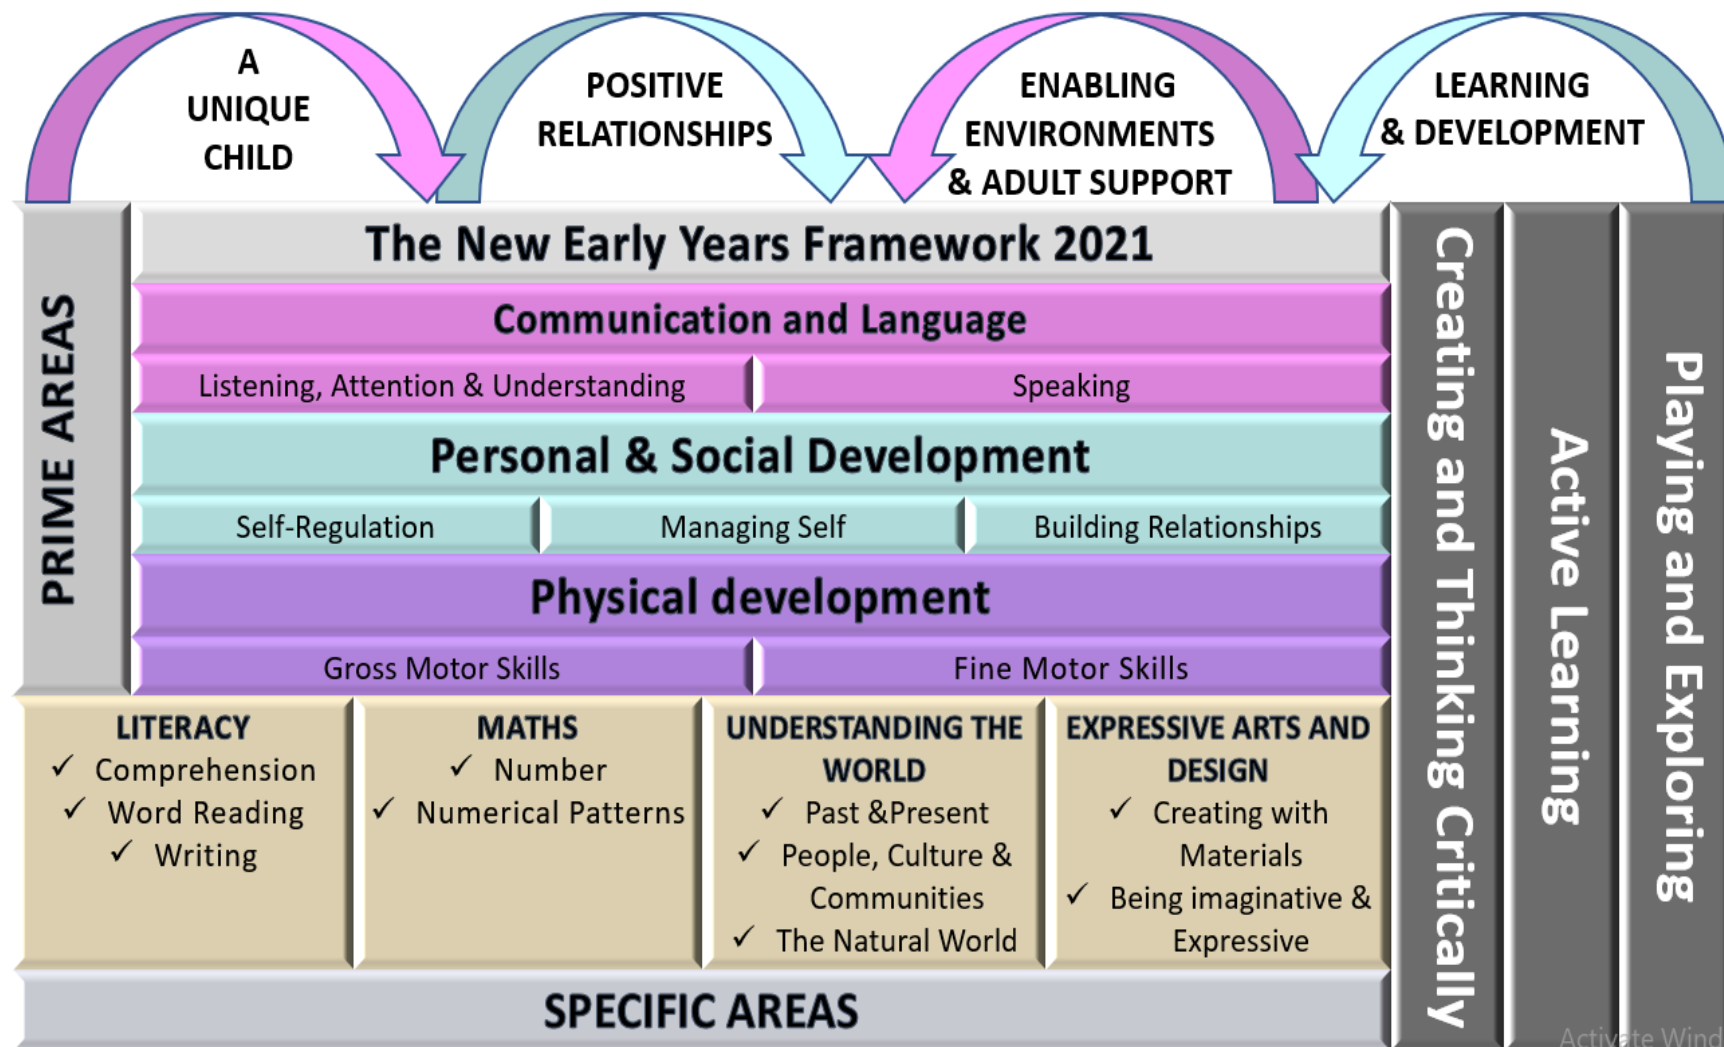 A
UNIQUE
CHILD
POSITIVE
RELATIONSHIPS
ENABLING
ENVIRONMENTS
& ADULT SUPPORT
LEARNING
& DEVELOPMENT
PRIME AREAS
The New Early Years Framework 2021
Communication and Language
Listening, Attention & Understanding
Speaking
Personal & Social Development
Self-Regulation
Managing Self
Building Relationships
Physical development
Gross Motor Skills
Fine Motor Skills
LITERACY
✓ Comprehension
✓ Word Reading
✓ Writing
MATHS
✓ Number
✓ Numerical Patterns
UNDERSTANDING THE
WORLD
✓ Past &Present
✓ People, Culture &
Communities
✓ The Natural World
EXPRESSIVE ARTS AND
DESIGN
✓ Creating with
Materials
✓ Being imaginative &
Expressive
SPECIFIC AREAS
Creating and Thinking Critically
Active Learning
Playing and Exploring
Activate Wind